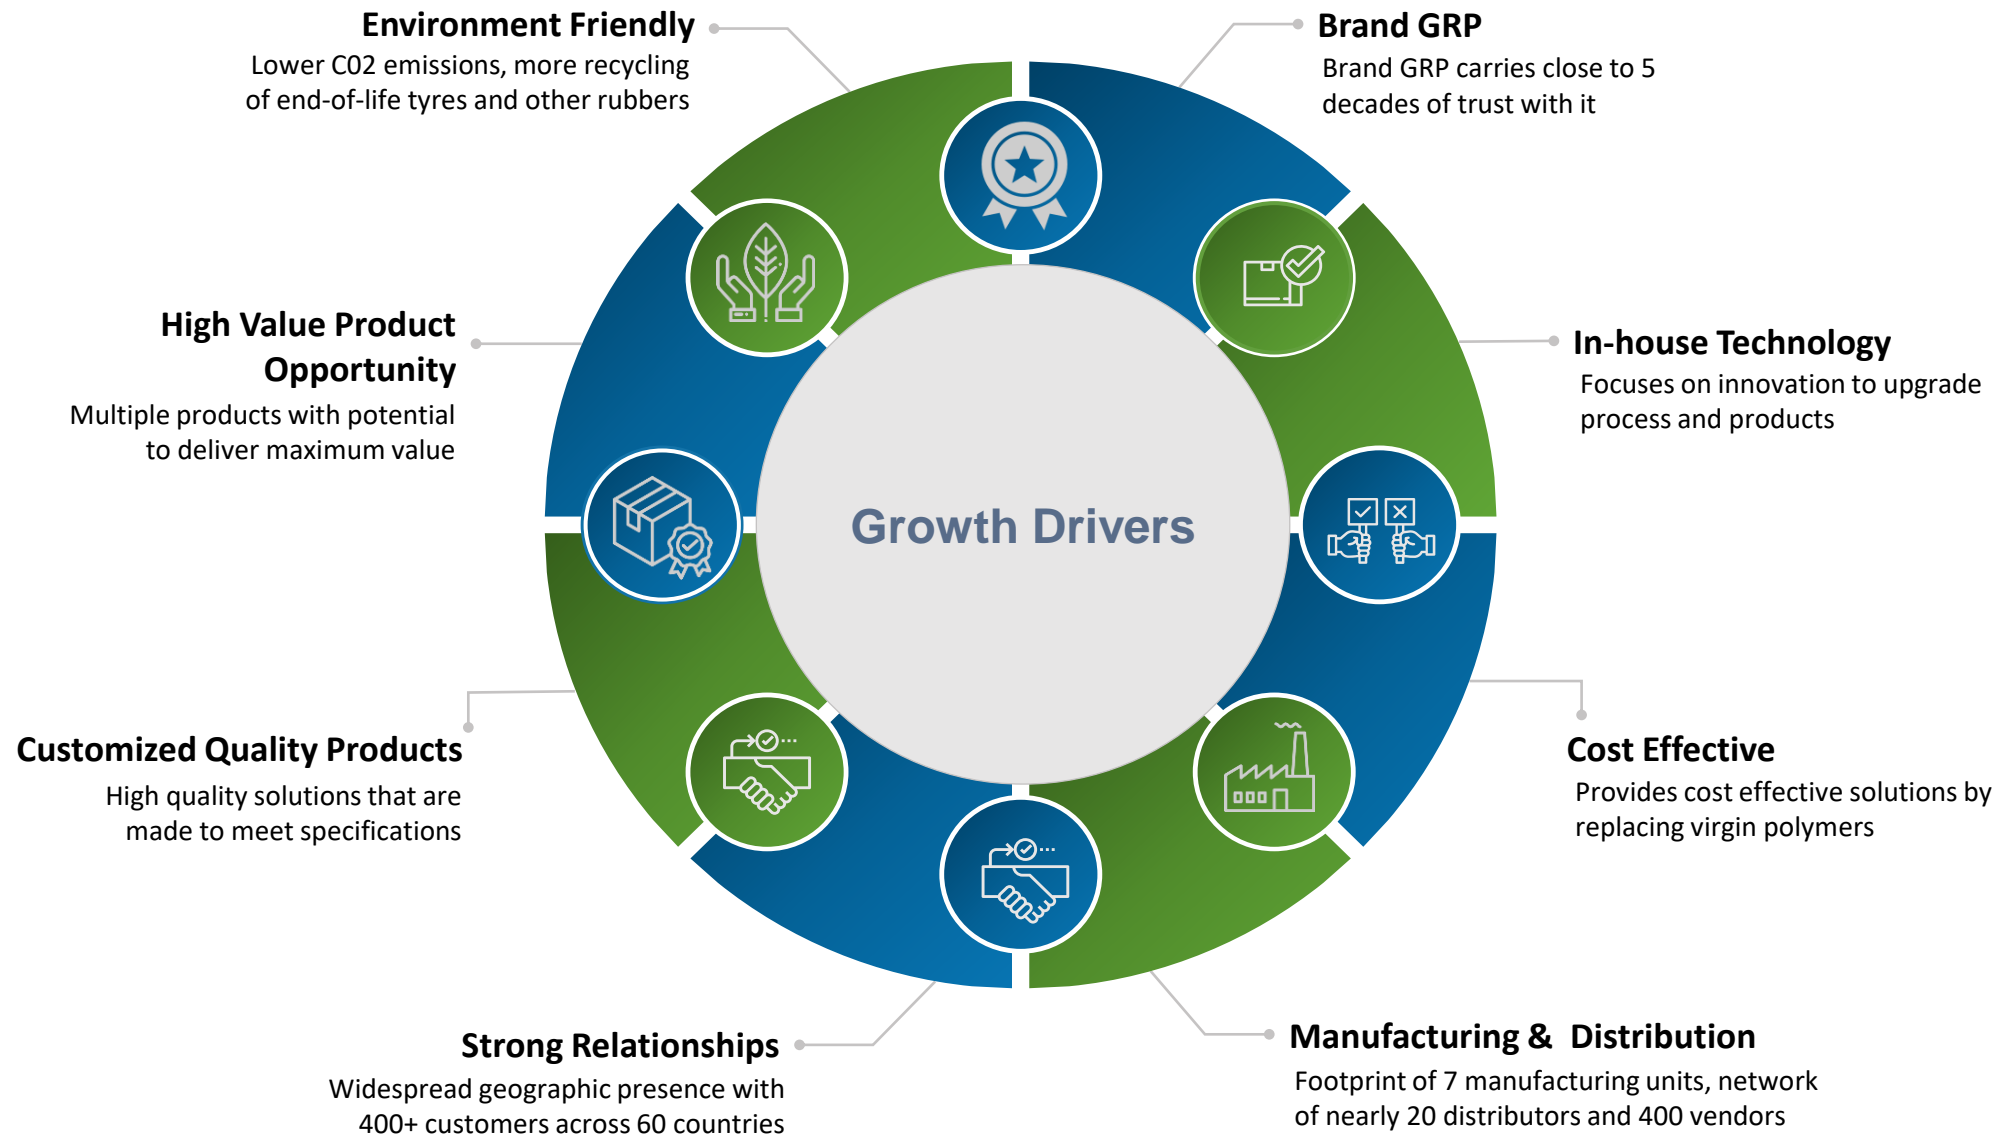 Environment Friendly
Lower C02 emissions, more recycling
of end-of-life tyres and other rubbers
Brand GRP
Brand GRP carries close to 5
decades of trust with it
High Value Product
Opportunity
Multiple products with potential
to deliver maximum value
In-house Technology
Focuses on innovation to upgrade
process and products
Growth Drivers
Customized Quality Products
High quality solutions that are
made to meet specifications
Cost Effective
Provides cost effective solutions by
replacing virgin polymers
Strong Relationships
Widespread geographic presence with
400+ customers across 60 countries
Manufacturing & Distribution
Footprint of 7 manufacturing units, network
of nearly 20 distributors and 400 vendors